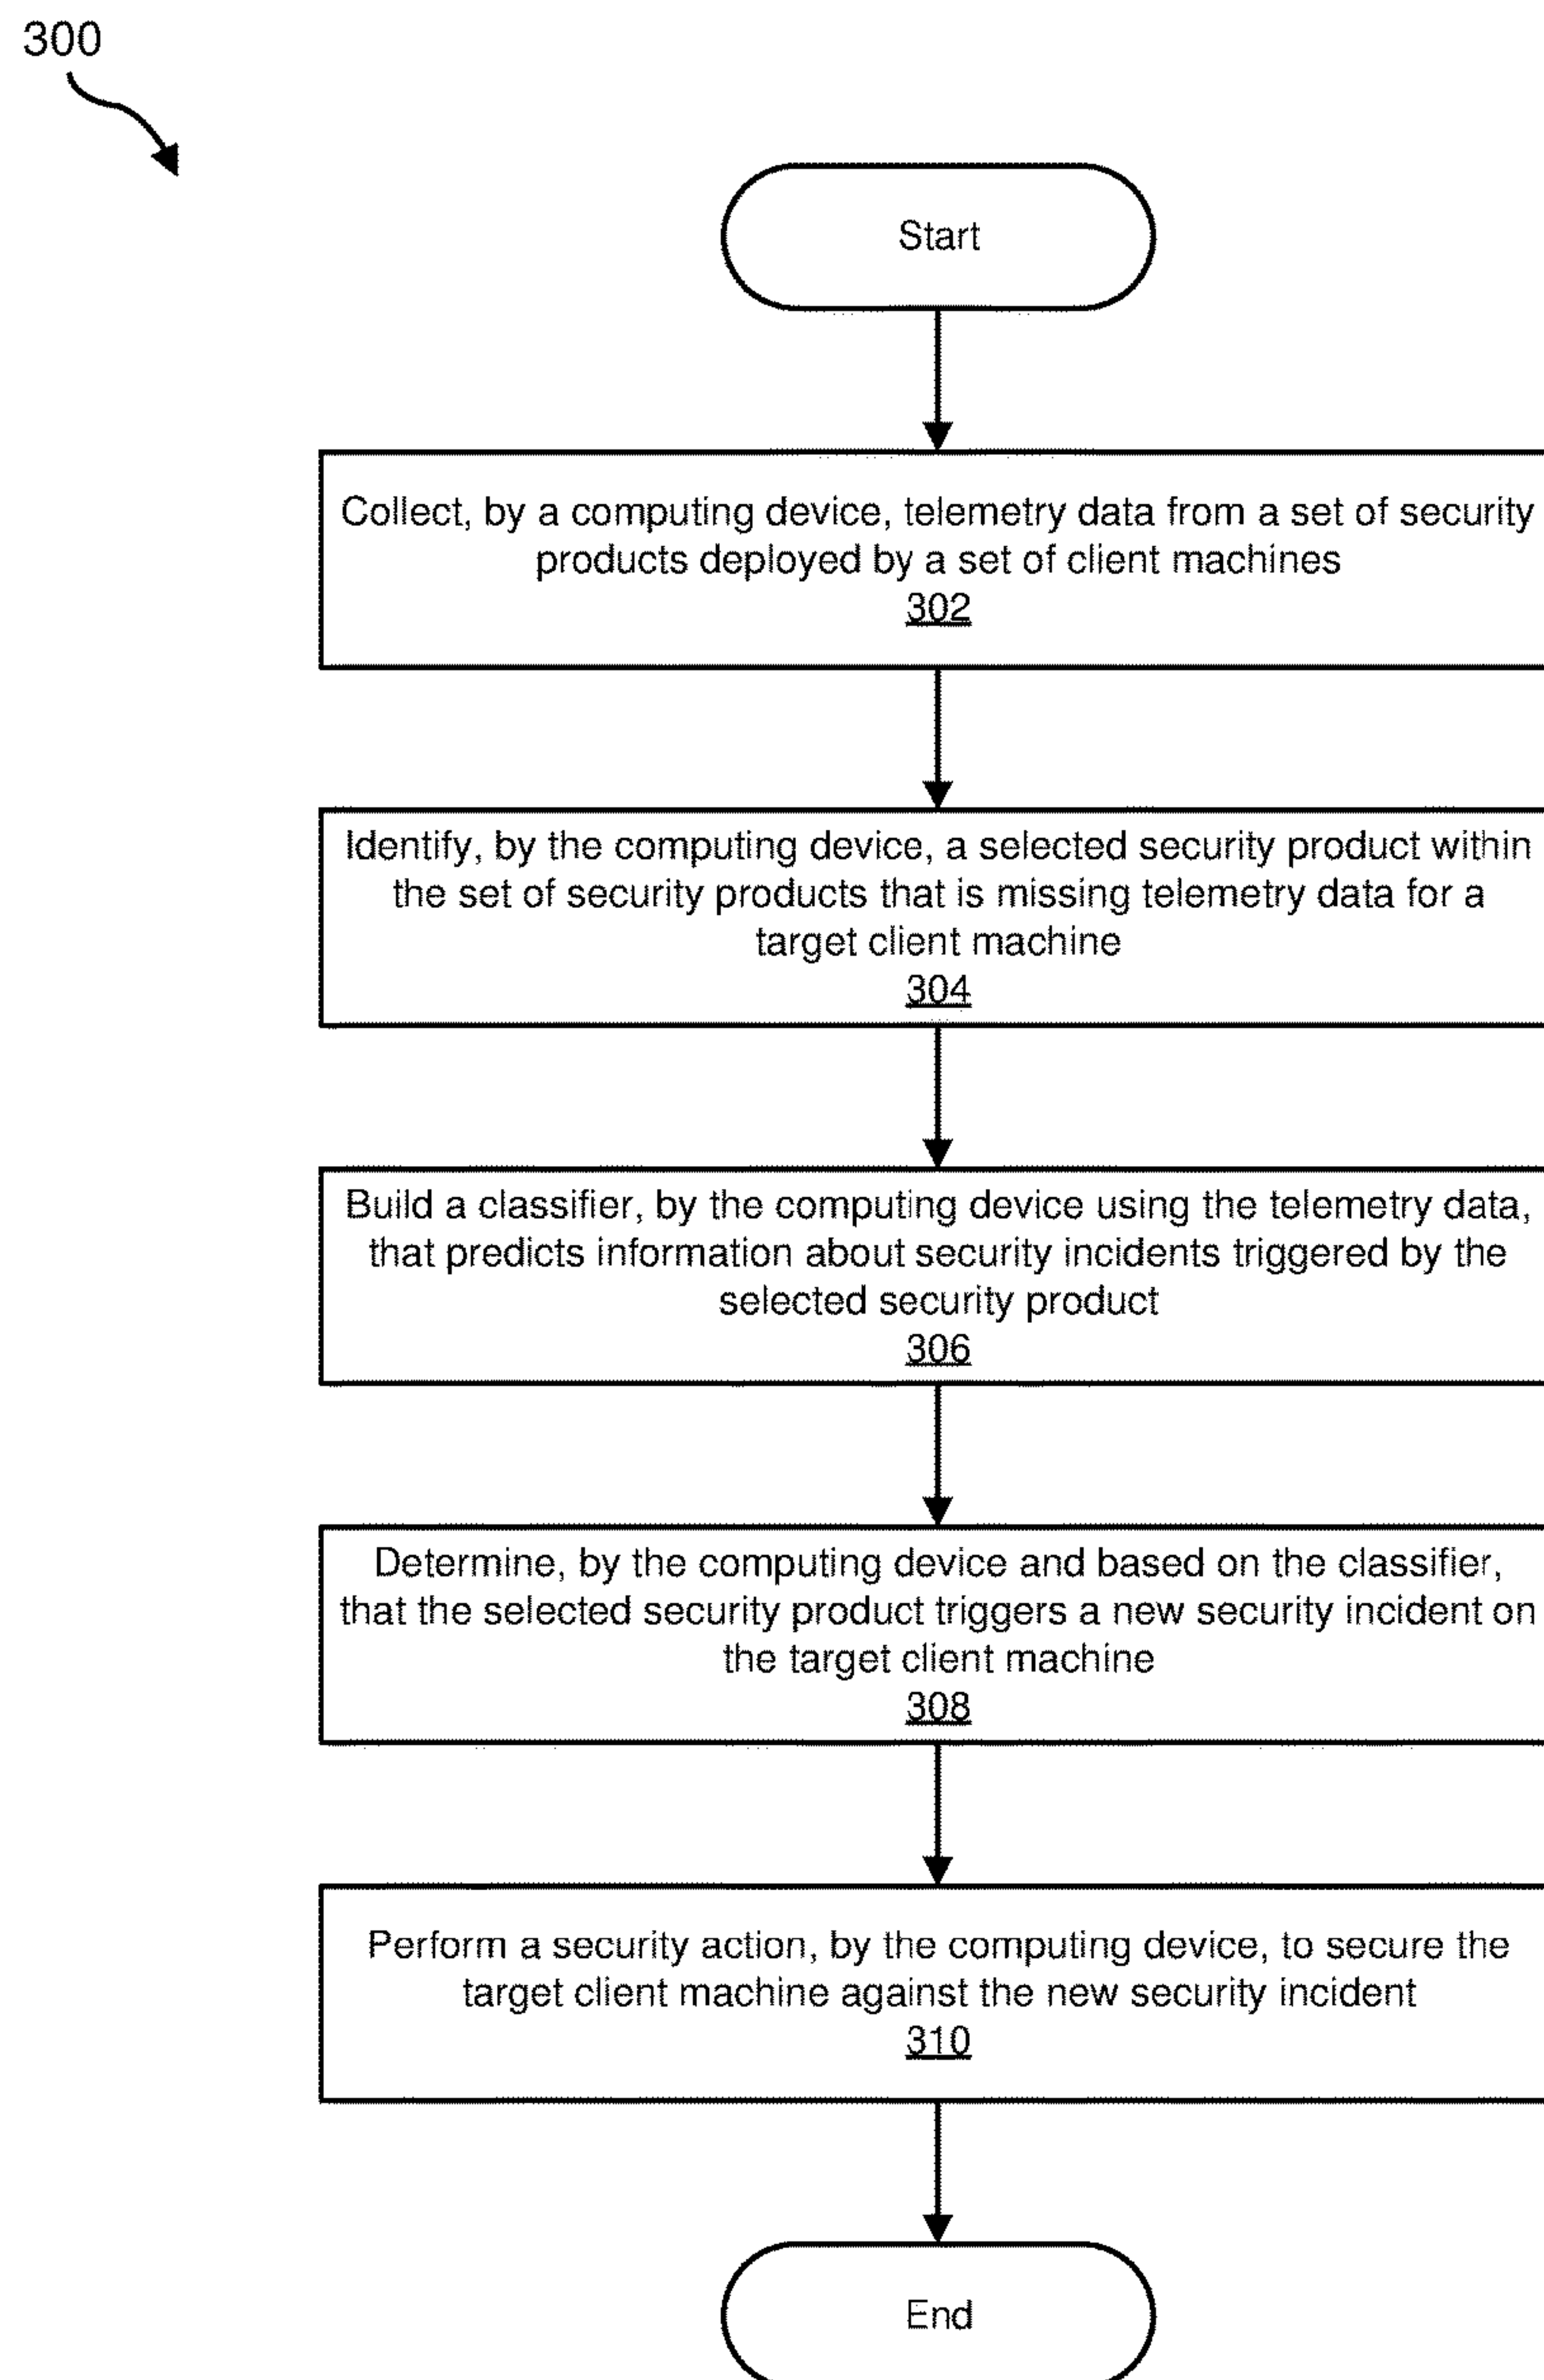 300
Start
Collect, by a computing device, telemetry data from a set of security
products deployed by a set of client machines
302
Identify, by the computing device, a selected security product within
the set of security products that is missing telemetry data for a
target client machine
304
Build a classifier, by the computing device using the telemetry data,
that predicts information about security incidents triggered by the
selected security product
306
Determine, by the computing device and based on the classifier,
that the selected security product triggers a new security incident on
the target client machine
308
Perform a security action, by the computing device, to secure the
target client machine against the new security incident
310
End